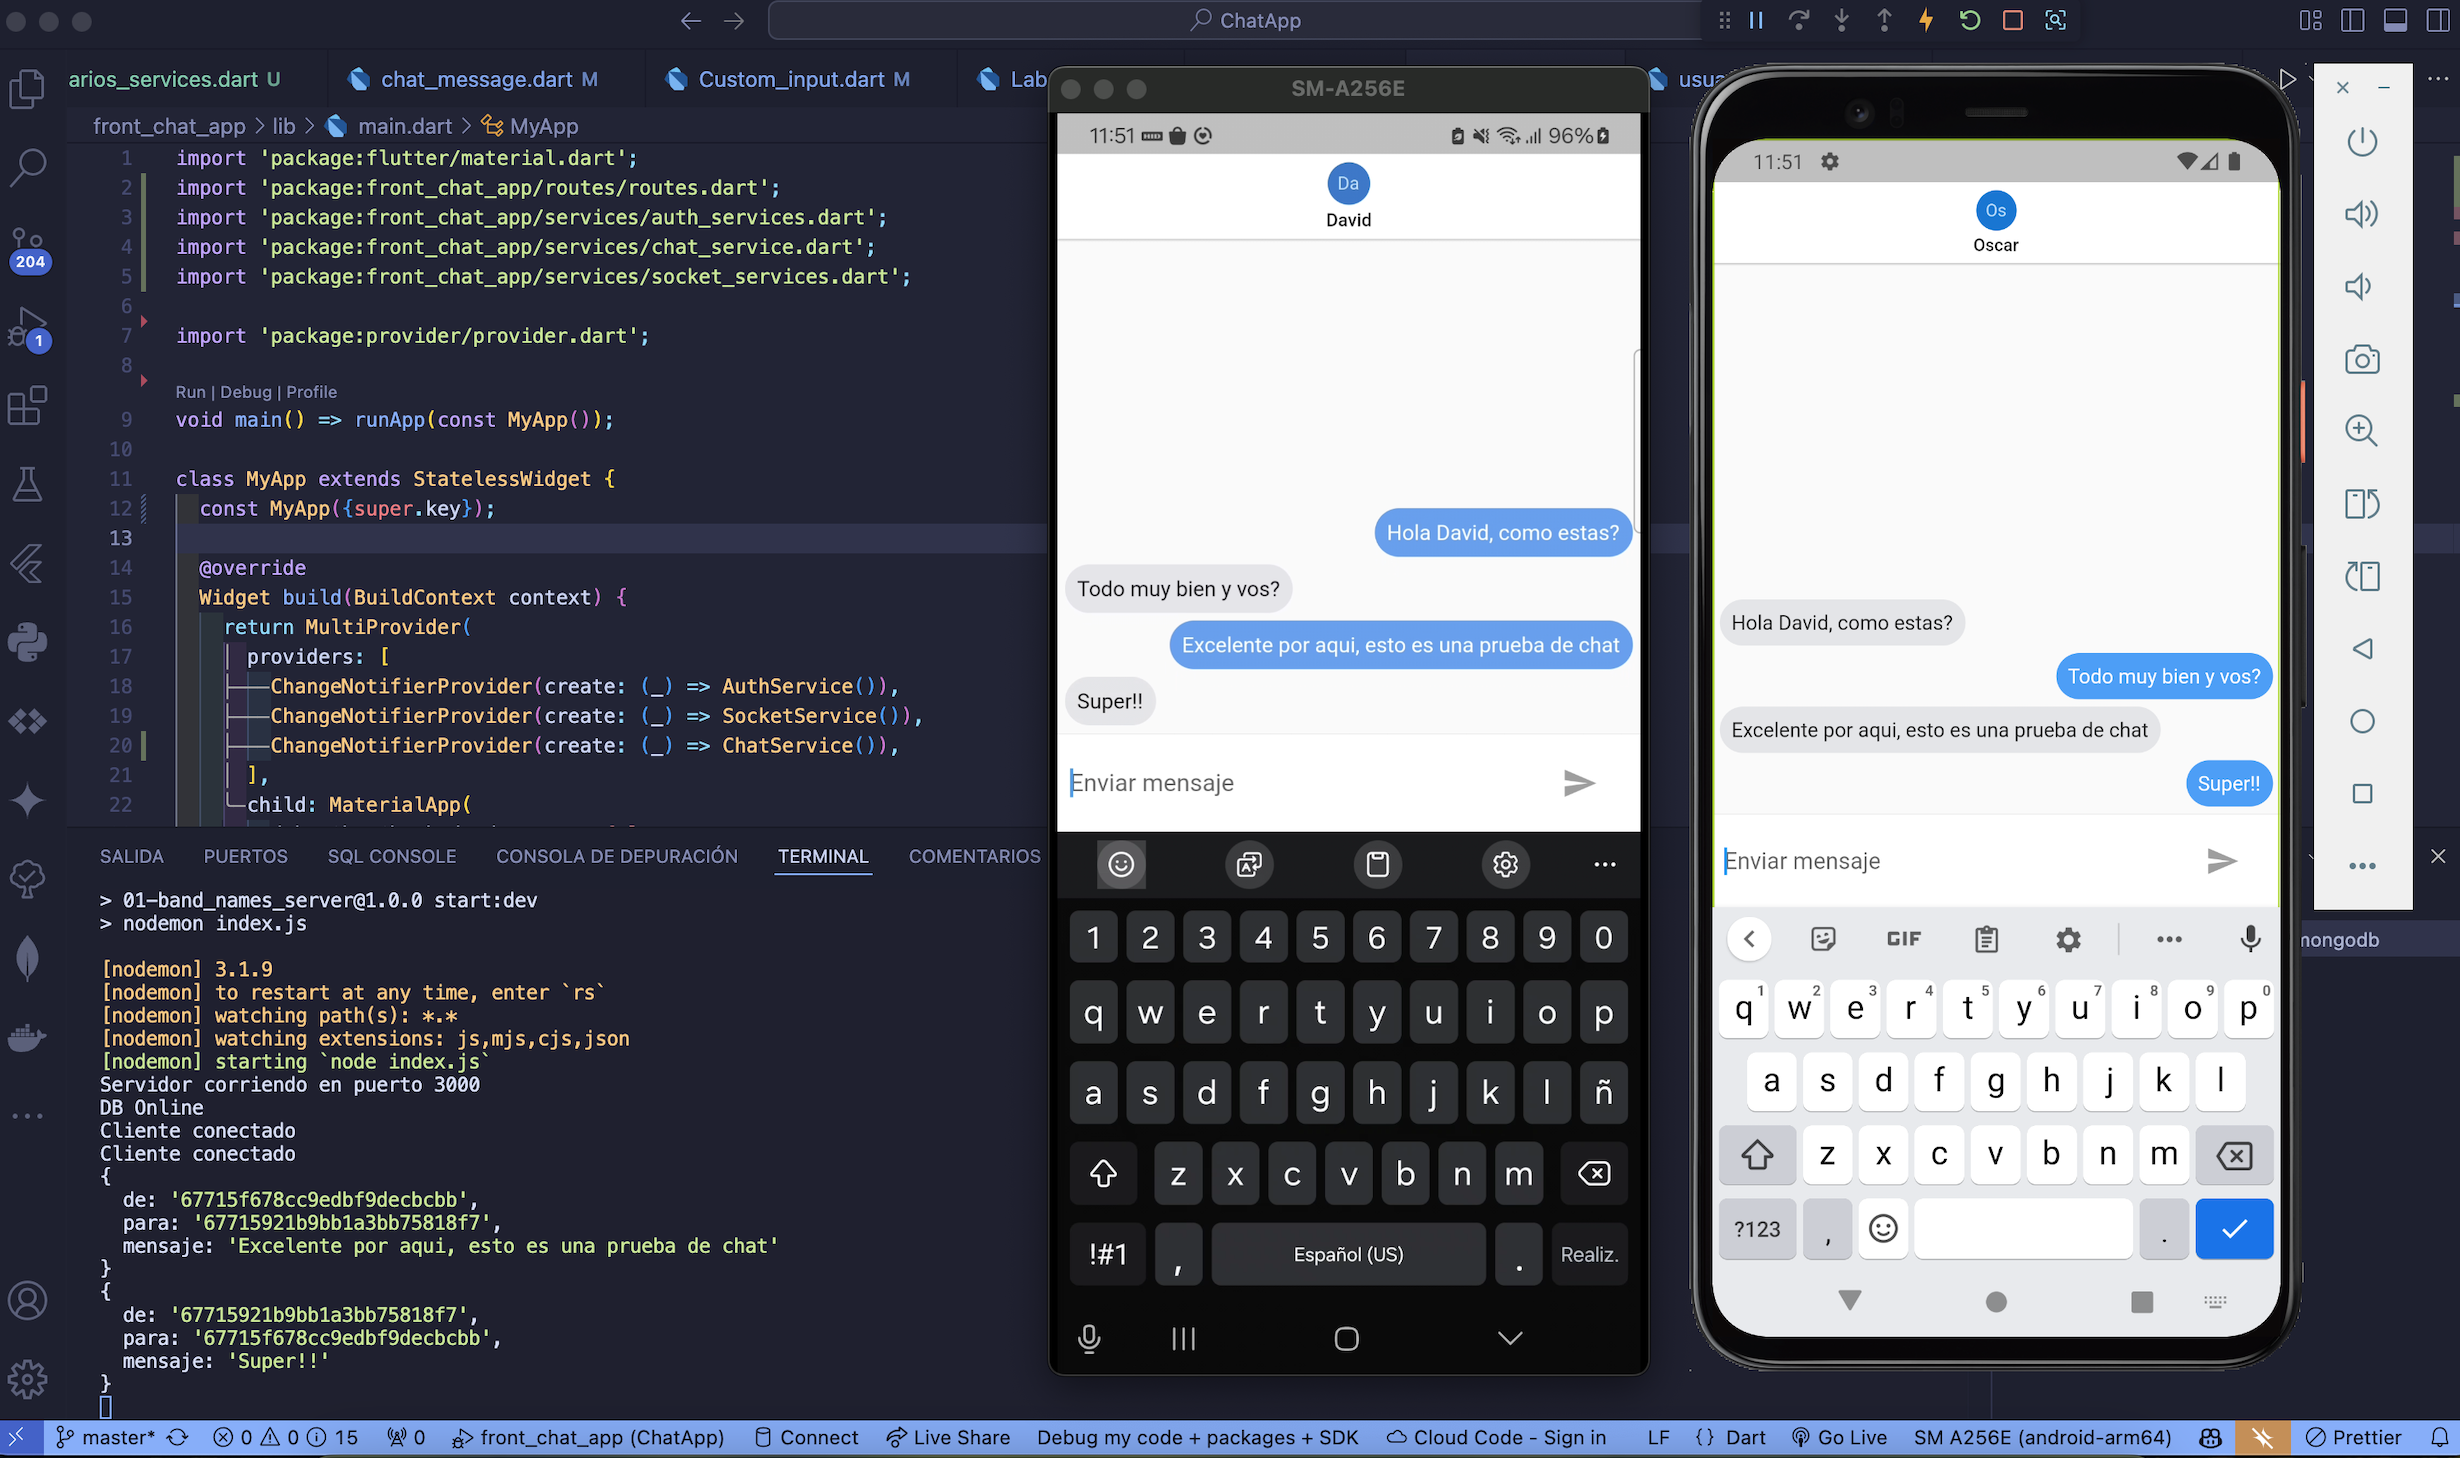 ChatApp
arios_services.dart U
chat_message.dart M
Custom_input.dart M
Lab
usua
front_chat_app > lib > main.dart > MyApp
1 import 'package:flutter/material.dart';
2 import 'package:front_chat_app/routes/routes.dart';
3 import 'package:front_chat_app/services/auth_services.dart';
4 import 'package:front_chat_app/services/chat_service.dart';
5 import 'package:front_chat_app/services/socket_services.dart';
6
7 import 'package:provider/provider.dart';
8
Run | Debug | Profile
9 void main() => runApp(const MyApp());
10
11 class MyApp extends StatelessWidget {
12 const MyApp({super.key});
13
14 @override
15 Widget build(BuildContext context) {
16 return MultiProvider(
17 providers: [
18 ChangeNotifierProvider(create: (_) => AuthService()),
19 ChangeNotifierProvider(create: (_) => SocketService()),
20 ChangeNotifierProvider(create: (_) => ChatService()),
21 ],
22 child: MaterialApp(
204
1
SALIDA PUERTOS SQL CONSOLE CONSOLA DE DEPURACIÓN TERMINAL COMENTARIOS
> 01-band_names_server@1.0.0 start:dev
> nodemon index.js
[nodemon] 3.1.9
[nodemon] to restart at any time, enter `rs`
[nodemon] watching path(s): *.*
[nodemon] watching extensions: js,mjs,cjs,json
[nodemon] starting `node index.js`
Servidor corriendo en puerto 3000
DB Online
Cliente conectado
Cliente conectado
{
de: '67715f678cc9edbf9decbcbb',
para: '67715921b9bb1a3bb75818f7',
mensaje: 'Excelente por aqui, esto es una prueba de chat'
}
{
de: '67715921b9bb1a3bb75818f7',
para: '67715f678cc9edbf9decbcbb',
mensaje: 'Super!!'
}
mongodb
SM-A256E
11:51 96%
Da
David
Hola David, como estas?
Todo muy bien y vos?
Excelente por aqui, esto es una prueba de chat
Super!!
Enviar mensaje
1 2 3 4 5 6 7 8 9 0
q w e r t y u i o p
a s d f g h j k l ñ
z x c v b n m
!#1 , Español (US) . Realiz.
11:51
Os
Oscar
Hola David, como estas?
Todo muy bien y vos?
Excelente por aqui, esto es una prueba de chat
Super!!
Enviar mensaje
GIF
q1 w2 e3 r4 t5 y6 u7 i8 o9 p0
a s d f g h j k l
z x c v b n m
?123 , .
master* 0 0 15 0 front_chat_app (ChatApp) Connect Live Share Debug my code + packages + SDK Cloud Code - Sign in LF {} Dart Go Live SM A256E (android-arm64) Prettier